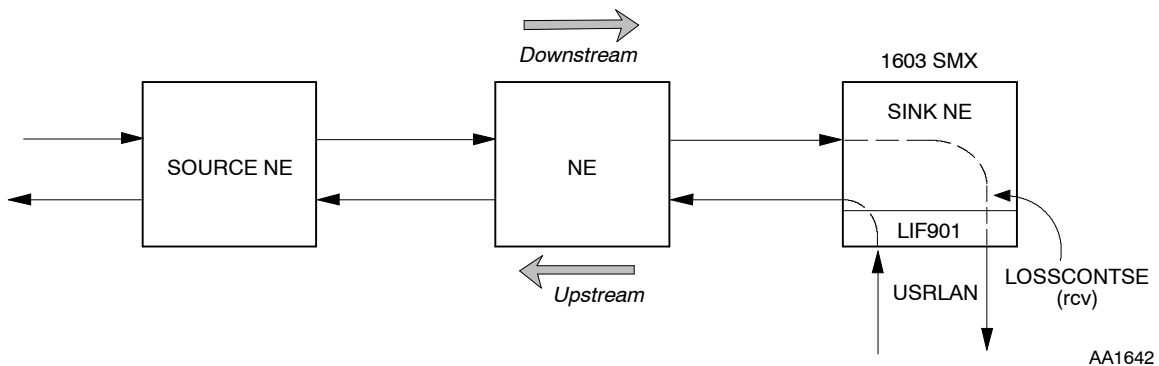 Downstream
1603 SMX
SINK NE
SOURCE NE
NE
LIF901
Upstream
USRLAN
LOSSCONTSE
(rcv)
AA1642